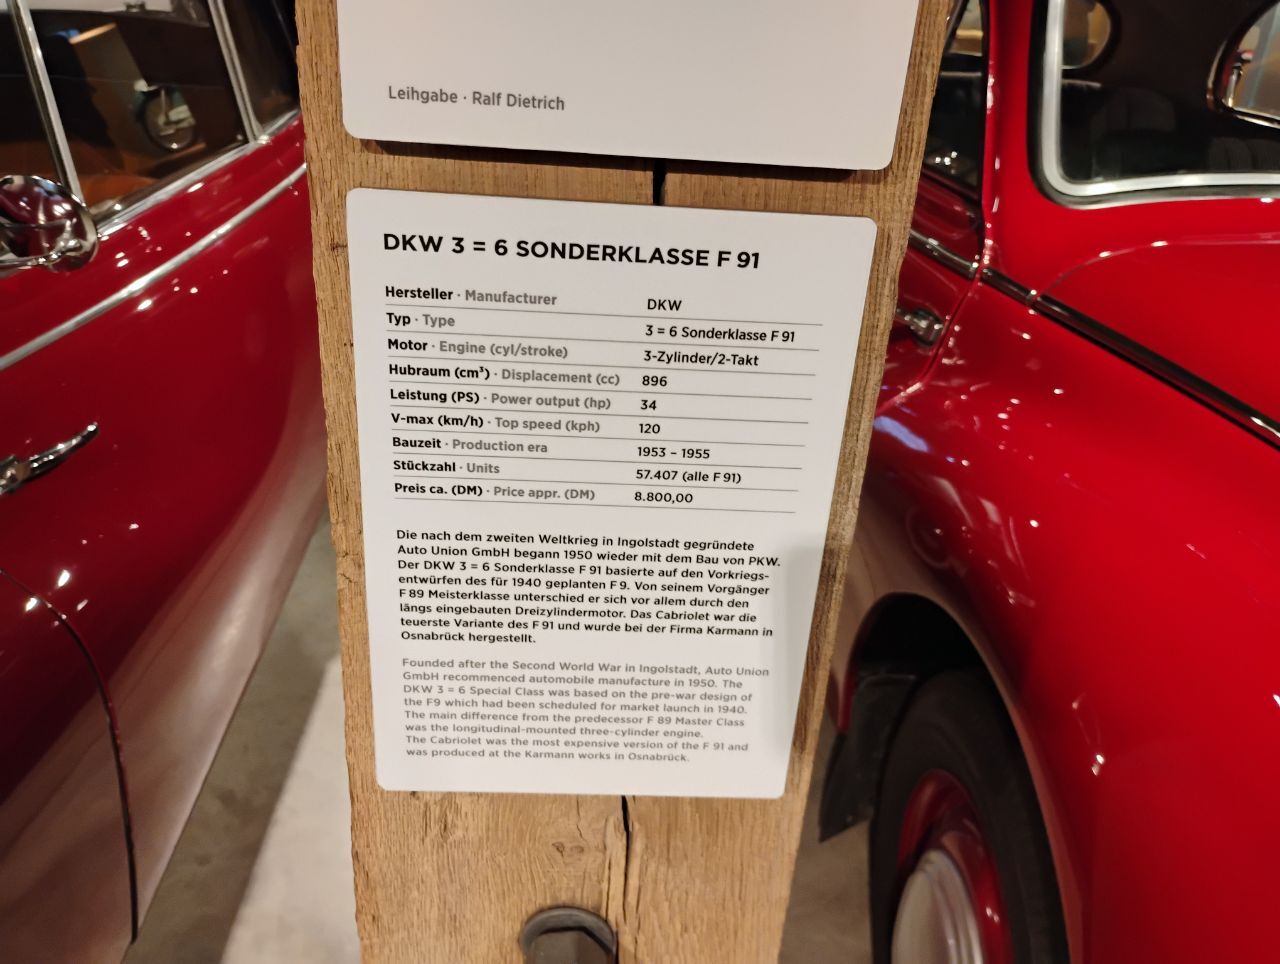 Leihgabe · Ralf Dietrich
DKW 3 = 6 SONDERKLASSE F 91
Hersteller · Manufacturer DKW
Typ · Type 3 = 6 Sonderklasse F 91
Motor · Engine (cyl/stroke) 3-Zylinder/2-Takt
Hubraum (cm³) · Displacement (cc) 896
Leistung (PS) · Power output (hp) 34
V-max (km/h) · Top speed (kph) 120
Bauzeit · Production era 1953 – 1955
Stückzahl · Units 57.407 (alle F 91)
Preis ca. (DM) · Price appr. (DM) 8.800,00
Die nach dem zweiten Weltkrieg in Ingolstadt gegründete
Auto Union GmbH begann 1950 wieder mit dem Bau von PKW.
Der DKW 3 = 6 Sonderklasse F 91 basierte auf den Vorkriegs-
entwürfen des für 1940 geplanten F 9. Von seinem Vorgänger
F 89 Meisterklasse unterschied er sich vor allem durch den
längs eingebauten Dreizylindermotor. Das Cabriolet war die
teuerste Variante des F 91 und wurde bei der Firma Karmann in
Osnabrück hergestellt.
Founded after the Second World War in Ingolstadt, Auto Union
GmbH recommenced automobile manufacture in 1950. The
DKW 3 = 6 Special Class was based on the pre-war design of
the F9 which had been scheduled for market launch in 1940.
The main difference from the predecessor F 89 Master Class
was the longitudinal-mounted three-cylinder engine.
The Cabriolet was the most expensive version of the F 91 and
was produced at the Karmann works in Osnabrück.